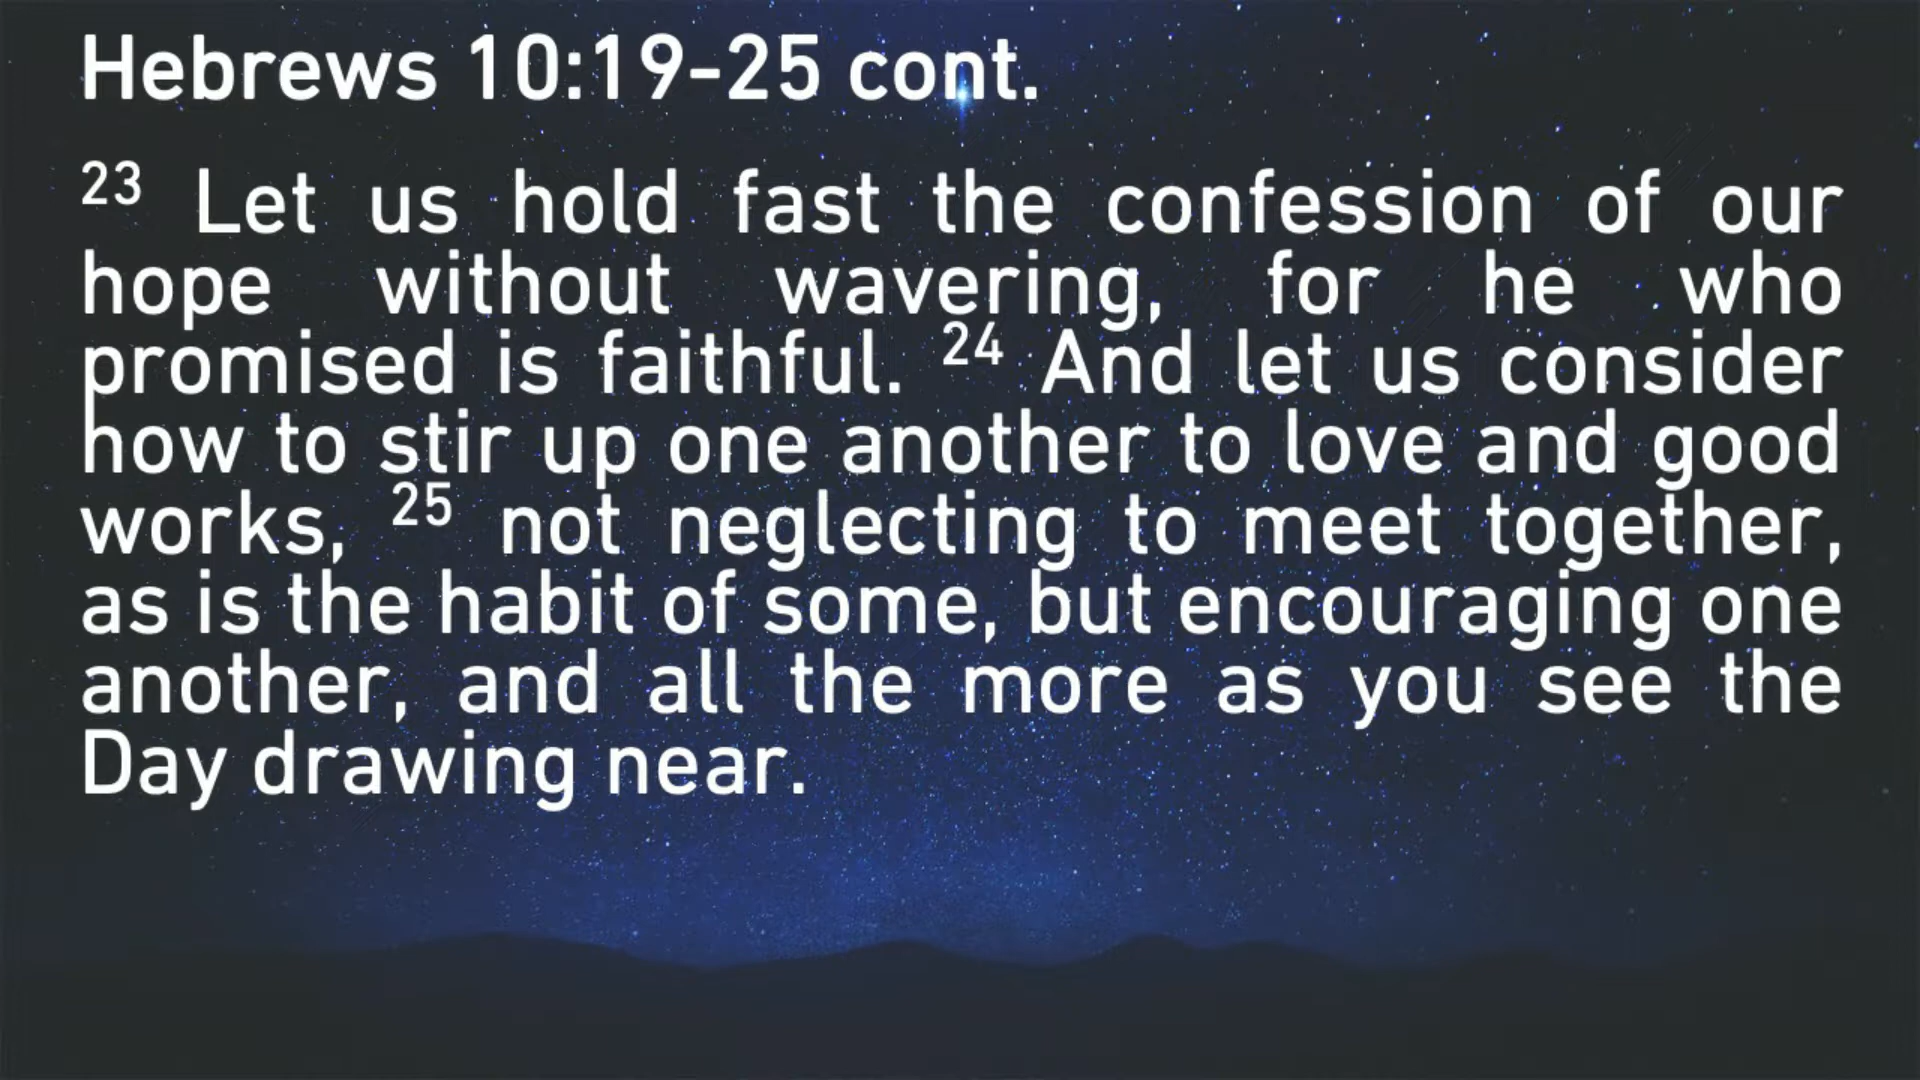 Hebrews 10:19-25 cont.
23 Let us hold fast the confession of our
hope without wavering, for he who
promised is faithful. 24 And let us consider
how to stir up one another to love and good
works, 25 not neglecting to meet together,
as is the habit of some, but encouraging one
another, and all the more as you see the
Day drawing near.